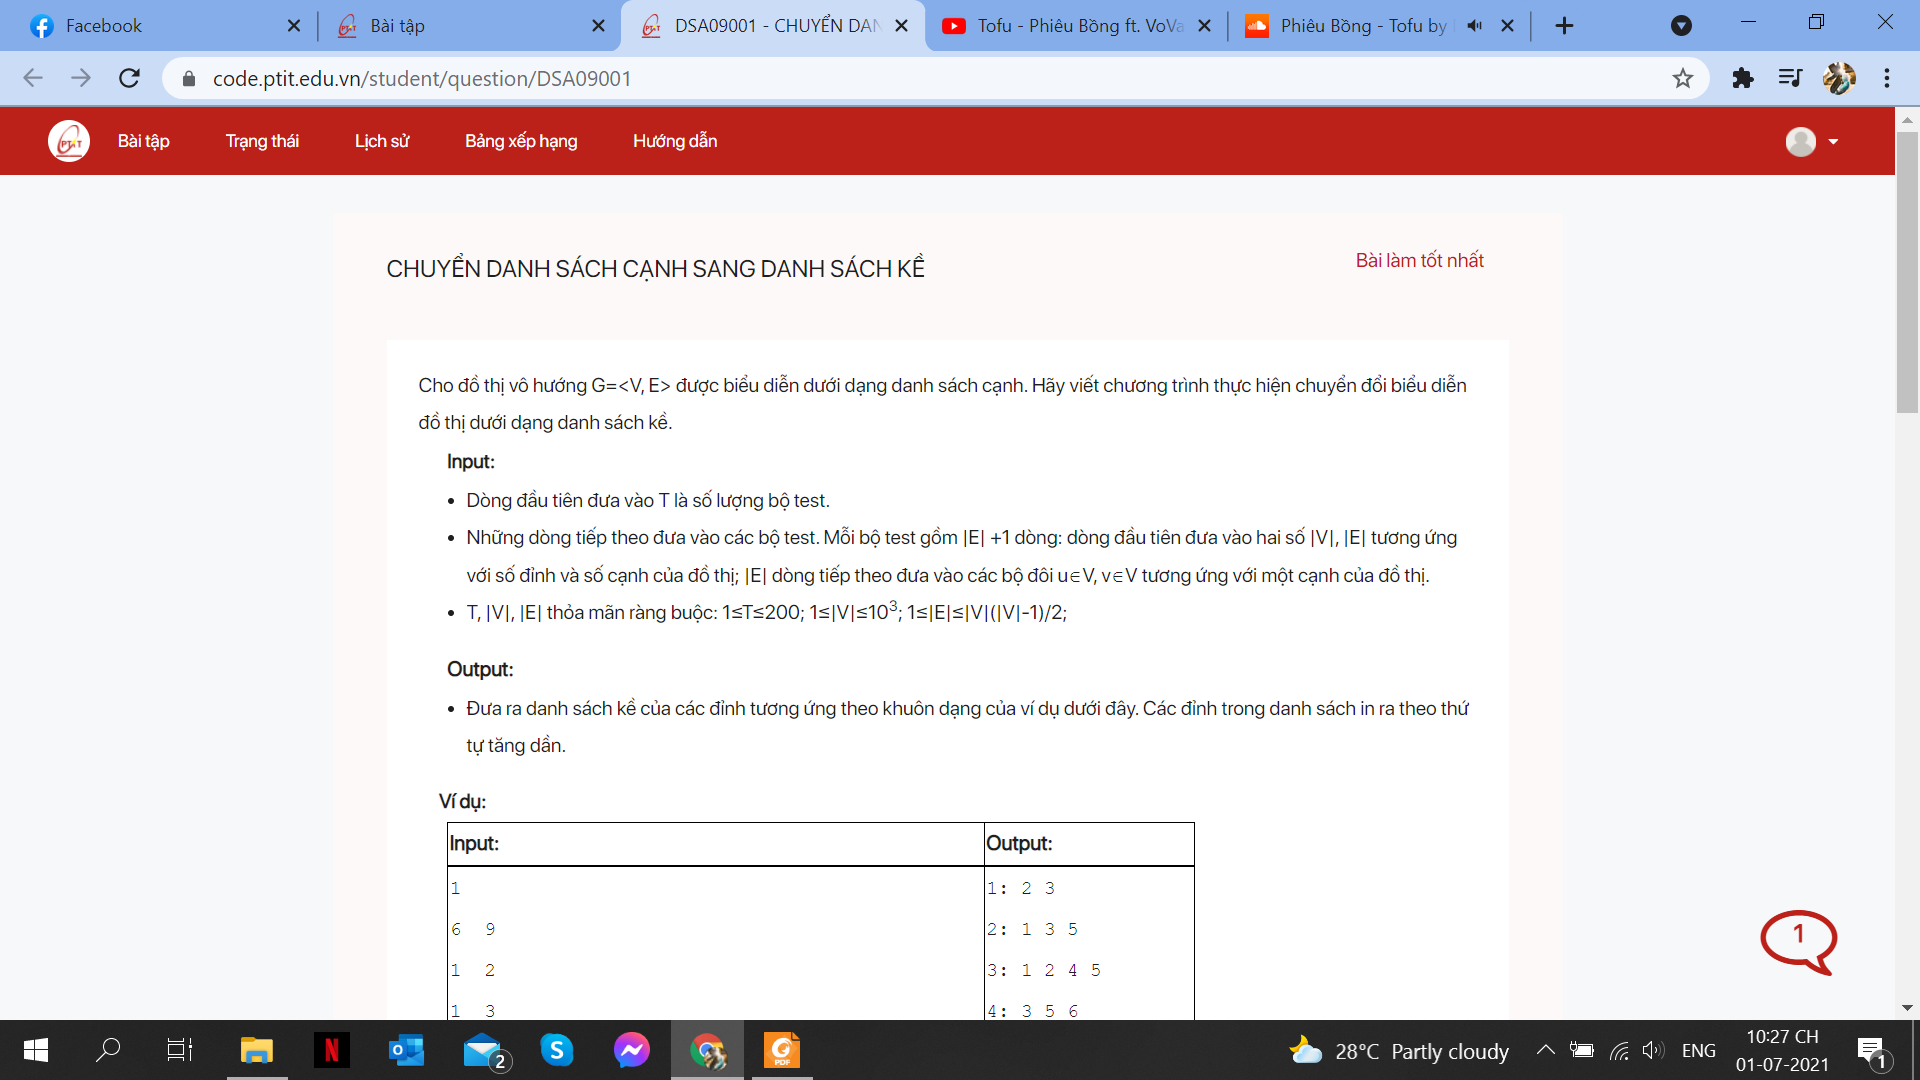 Facebook
Bài tập
DSA09001 - CHUYỂN DAN
Tofu - Phiêu Bồng ft. VoVa
Phiêu Bồng - Tofu by
code.ptit.edu.vn/student/question/DSA09001
PTIT
Bài tập
Trạng thái
Lịch sử
Bảng xếp hạng
Hướng dẫn
CHUYỂN DANH SÁCH CẠNH SANG DANH SÁCH KỀ
Bài làm tốt nhất
Cho đồ thị vô hướng G=<V, E> được biểu diễn dưới dạng danh sách cạnh. Hãy viết chương trình thực hiện chuyển đổi biểu diễn
đồ thị dưới dạng danh sách kề.
Input:
• Dòng đầu tiên đưa vào T là số lượng bộ test.
• Những dòng tiếp theo đưa vào các bộ test. Mỗi bộ test gồm |E| +1 dòng: dòng đầu tiên đưa vào hai số |V|, |E| tương ứng
với số đỉnh và số cạnh của đồ thị; |E| dòng tiếp theo đưa vào các bộ đôi u∈V, v∈V tương ứng với một cạnh của đồ thị.
• T, |V|, |E| thỏa mãn ràng buộc: 1≤T≤200; 1≤|V|≤10³; 1≤|E|≤|V|(|V|-1)/2;
Output:
• Đưa ra danh sách kề của các đỉnh tương ứng theo khuôn dạng của ví dụ dưới đây. Các đỉnh trong danh sách in ra theo thứ
tự tăng dần.
Ví dụ:
Input: Output:
1 1: 2 3
6 9 2: 1 3 5
1 2 3: 1 2 4 5
1 3 4: 3 5 6
1
2
PDF
28°C Partly cloudy
ENG
10:27 CH
01-07-2021
1